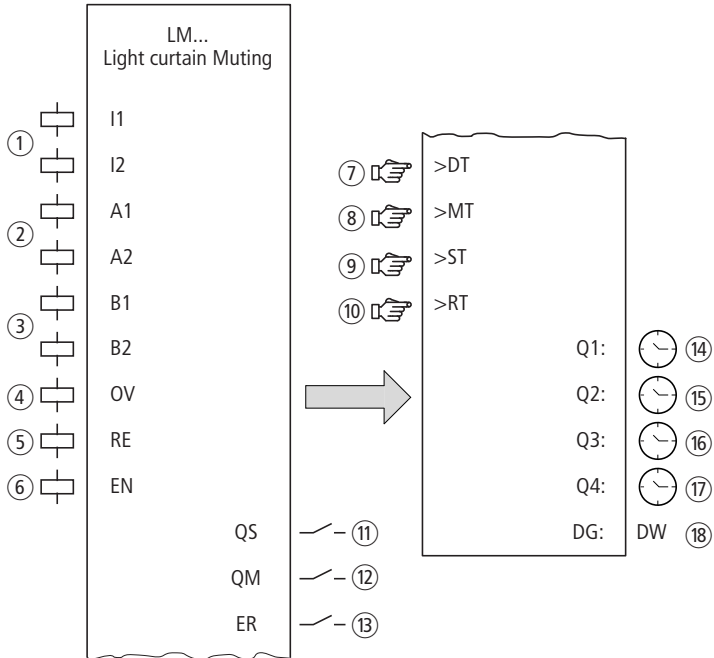 LM...
Light curtain Muting
① I1
I2
② A1
A2
③ B1
B2
④ OV
⑤ RE
⑥ EN
QS ⑪
QM ⑫
ER ⑬
⑦ >DT
⑧ >MT
⑨ >ST
⑩ >RT
Q1: ⑭
Q2: ⑮
Q3: ⑯
Q4: ⑰
DG: DW ⑱